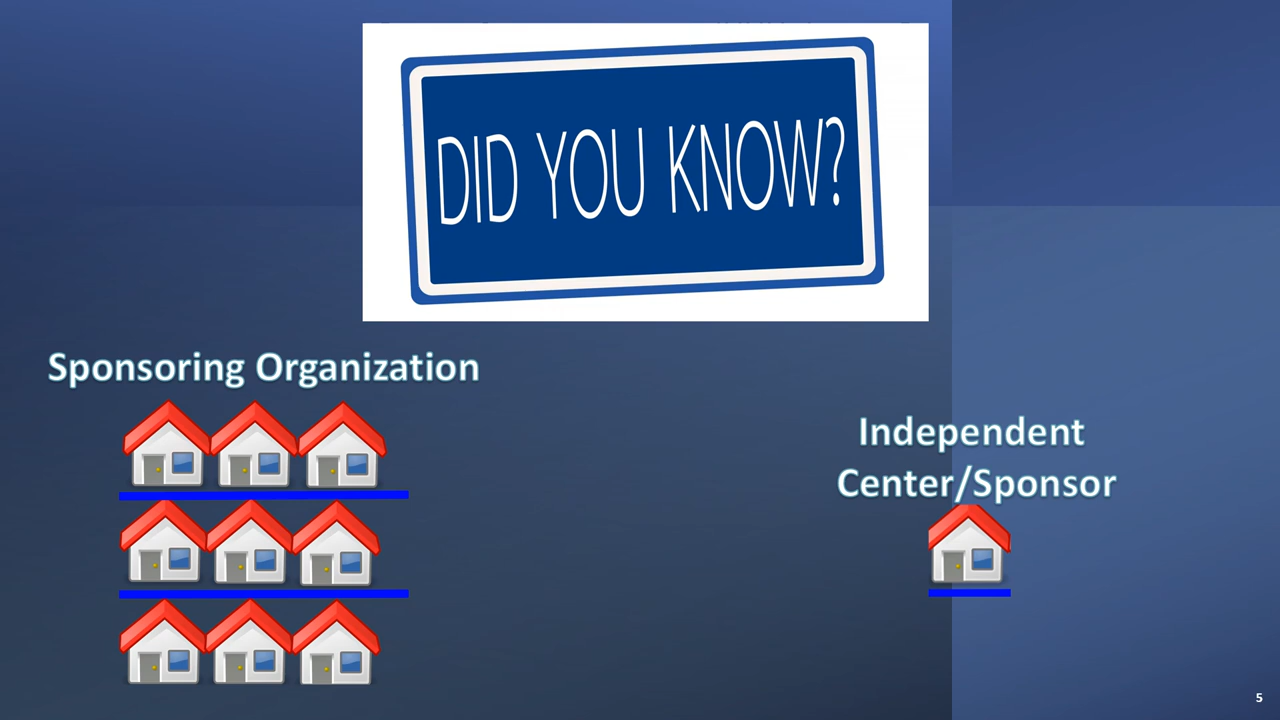 DID YOU KNOW?
Sponsoring Organization
Independent
Center/Sponsor
5